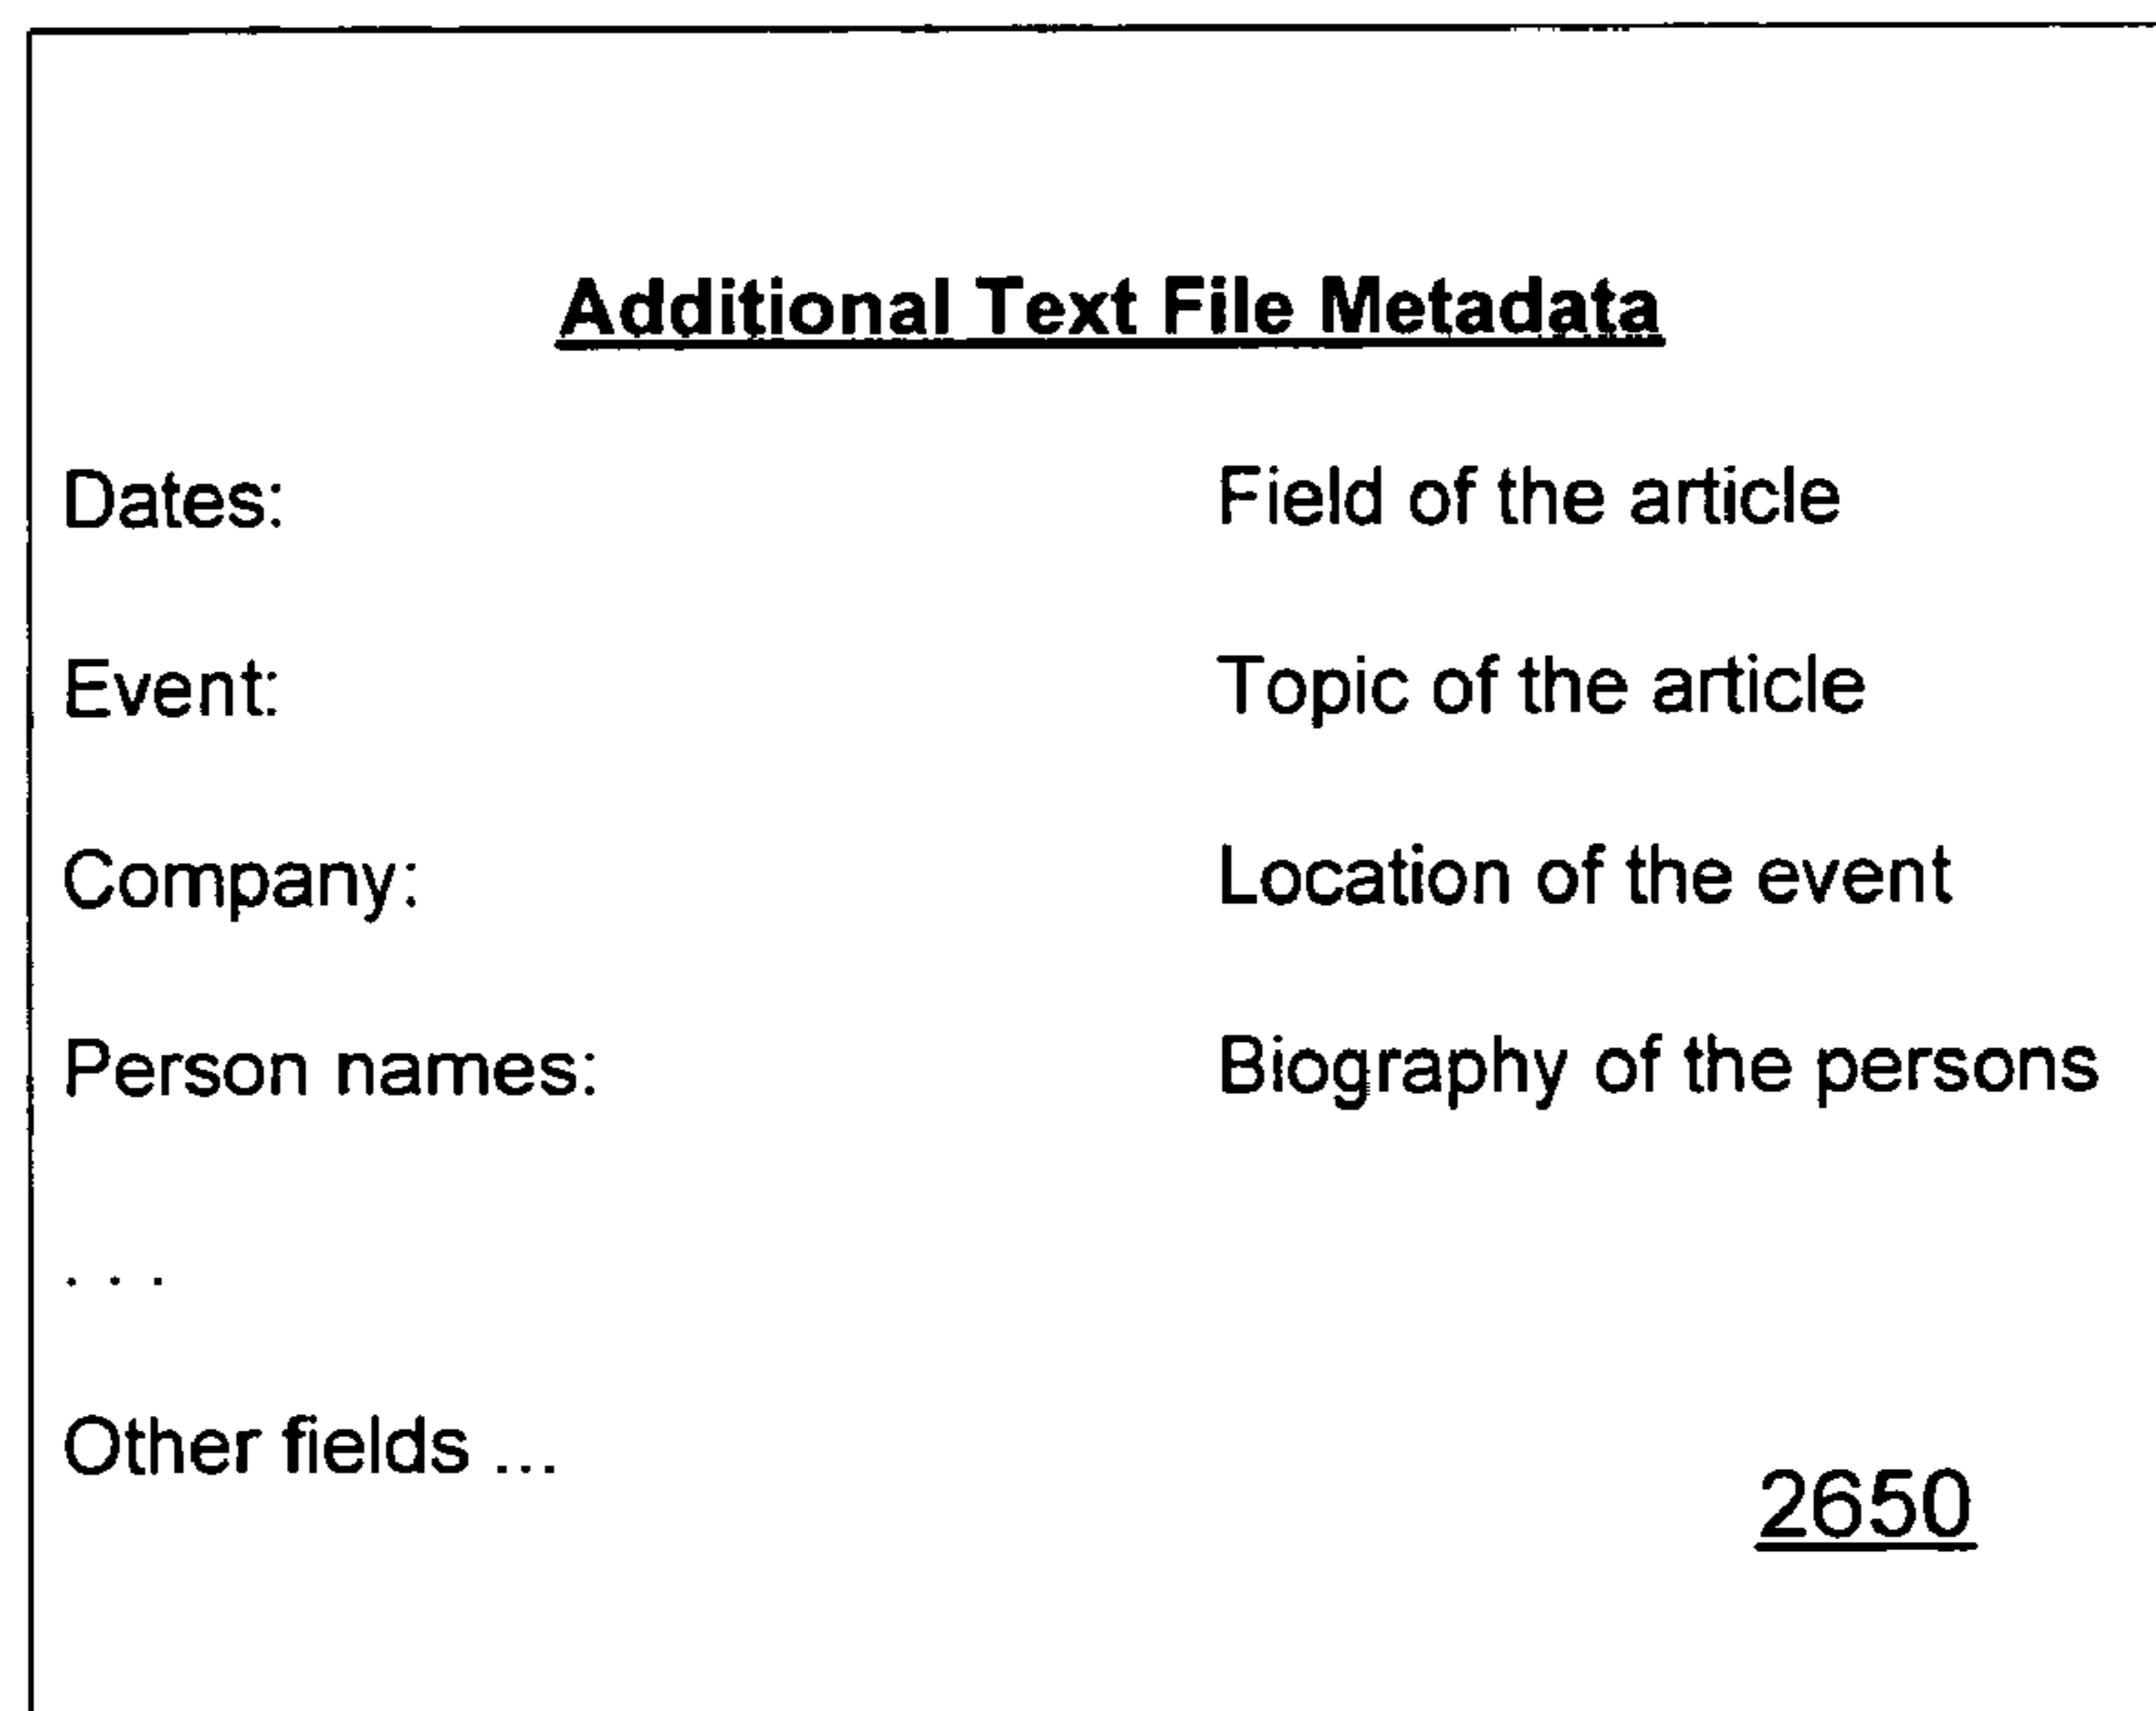 Additional Text File Metadata
Dates: Field of the article
Event: Topic of the article
Company: Location of the event
Person names: Biography of the persons
. . .
Other fields ...
2650